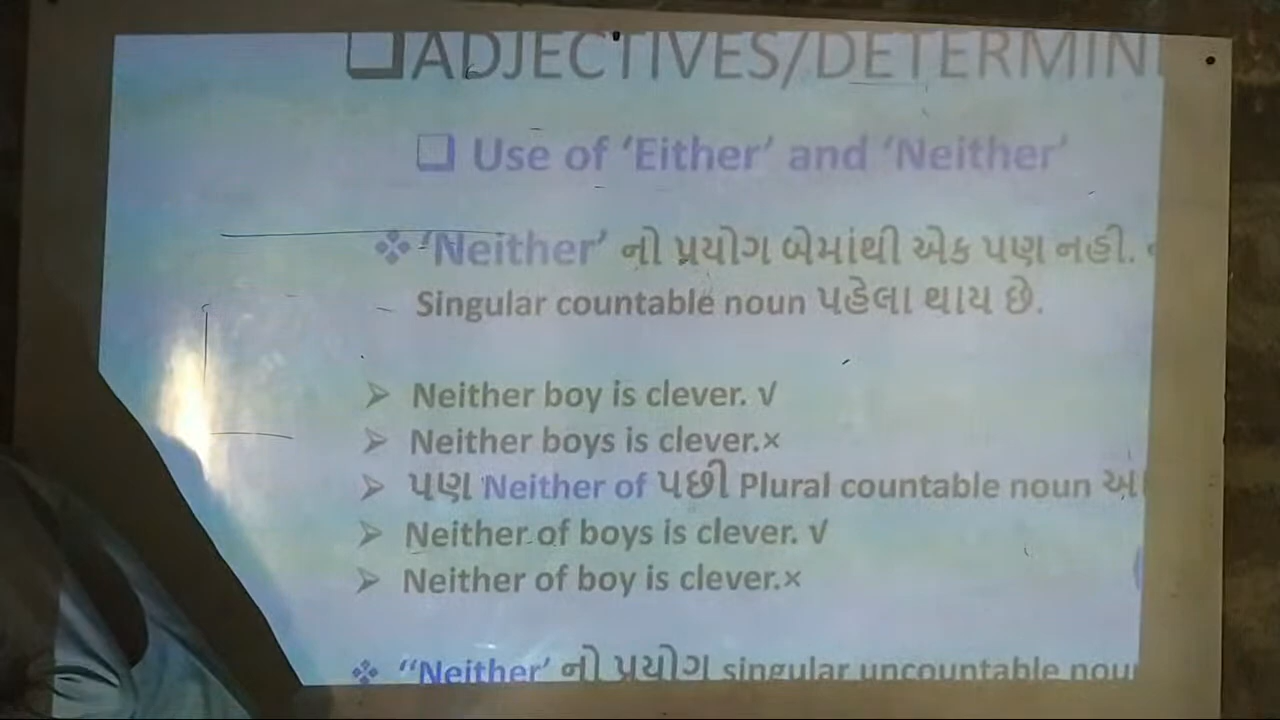 ❑ADJECTIVES/DETERMIN
❑ Use of ‘Either’ and ‘Neither’
❖‘Neither’ નો પ્રયોગ બેમાંથી એક પણ નહી.
Singular countable noun પહેલા થાય છે.
➢ Neither boy is clever. √
➢ Neither boys is clever.×
➢ પણ Neither of પછી Plural countable noun
➢ Neither of boys is clever. √
➢ Neither of boy is clever.×
❖ “Neither’ નો પ્રયોગ singular uncountable noun